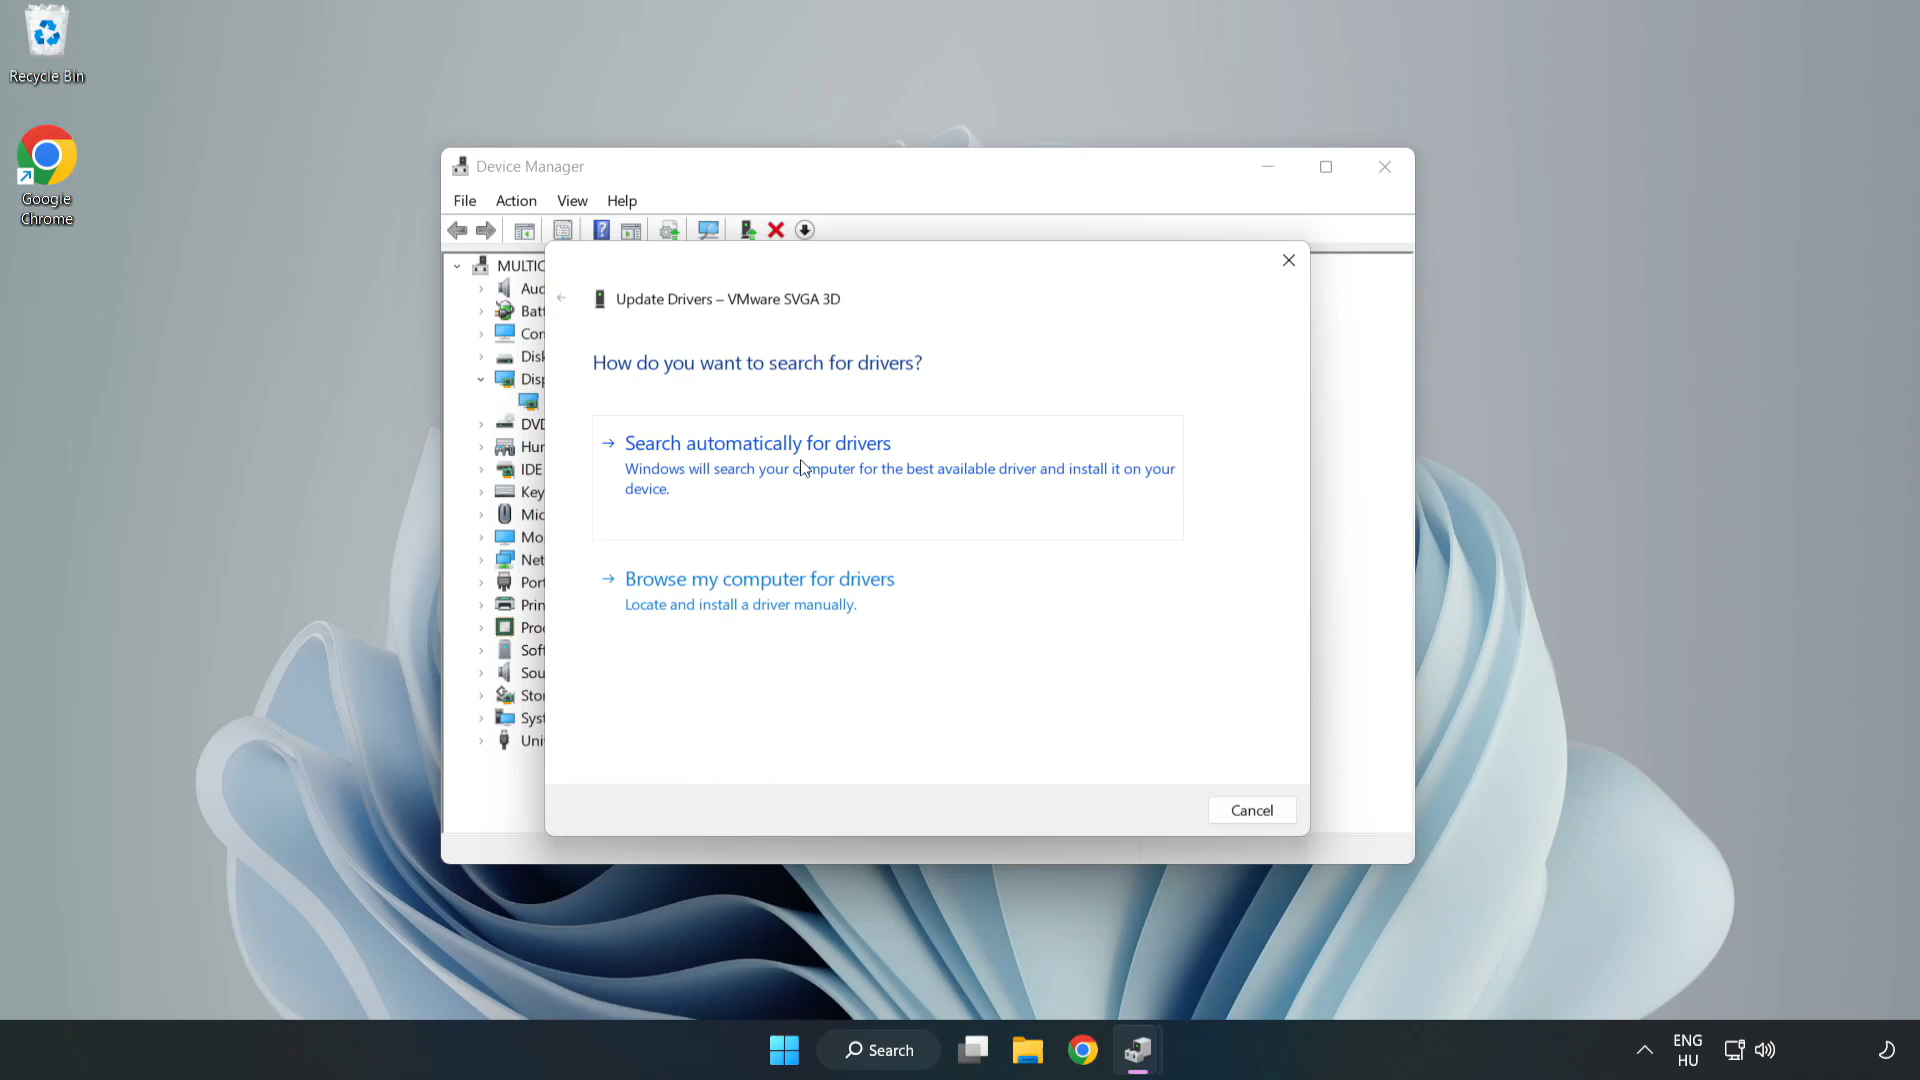 Recycle Bin
Google
Chrome
Device Manager
File Action View Help
Update Drivers – VMware SVGA 3D
How do you want to search for drivers?
Search automatically for drivers
Windows will search your computer for the best available driver and install it on your
device.
Browse my computer for drivers
Locate and install a driver manually.
Cancel
MULTIC
Aud
Batt
Con
Disk
Disp
DVD
Hur
IDE
Key
Mic
Mo
Net
Port
Prin
Proc
Soft
Sou
Stor
Syst
Uni
Search
ENG
HU